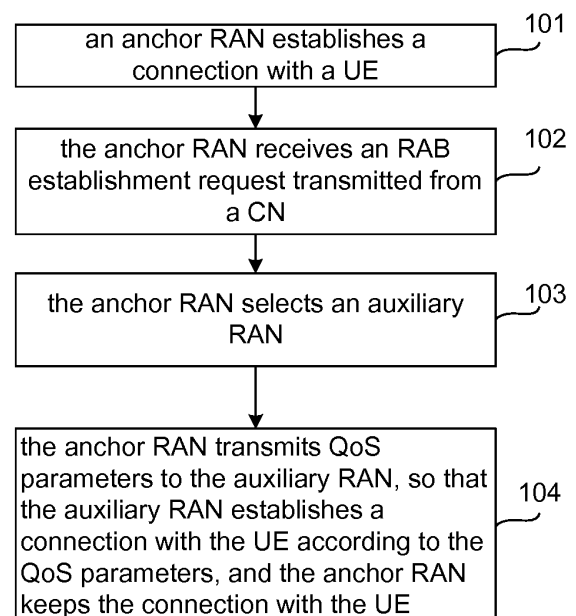 an anchor RAN establishes a
connection with a UE
101
the anchor RAN receives an RAB
establishment request transmitted from
a CN
102
the anchor RAN selects an auxiliary
RAN
103
the anchor RAN transmits QoS
parameters to the auxiliary RAN, so that
the auxiliary RAN establishes a
connection with the UE according to the
QoS parameters, and the anchor RAN
keeps the connection with the UE
104